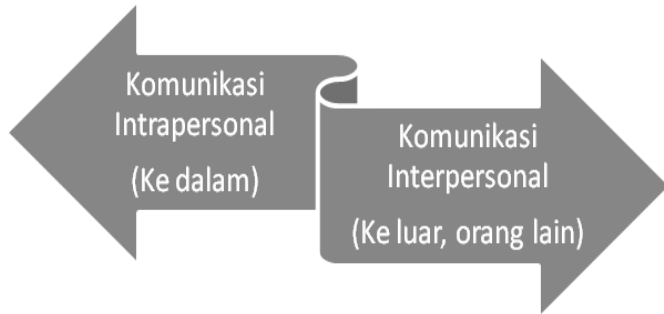 Komunikasi
Intrapersonal
(Ke dalam)
Komunikasi
Interpersonal
(Ke luar, orang lain)